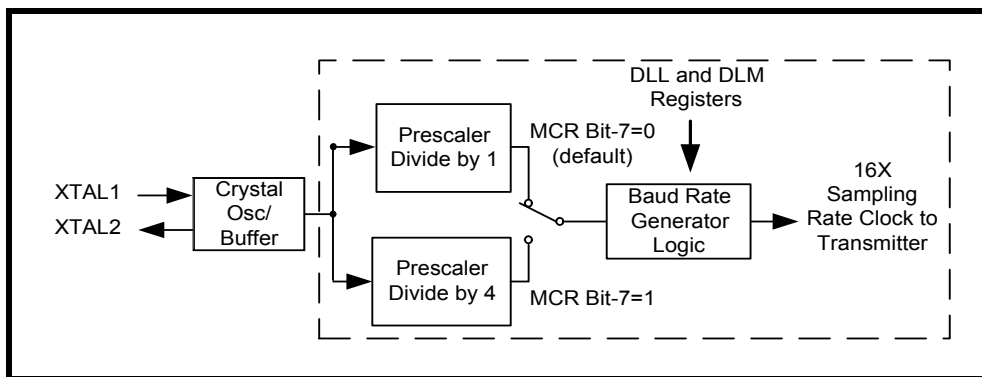 DLL and DLM
Registers
Prescaler
Divide by 1
MCR Bit-7=0
(default)
XTAL1
XTAL2
Crystal
Osc/
Buffer
Baud Rate
Generator
Logic
16X
Sampling
Rate Clock to
Transmitter
Prescaler
Divide by 4
MCR Bit-7=1